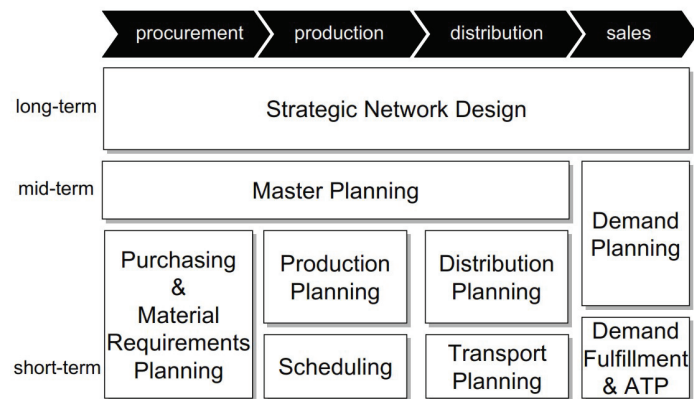 procurement production distribution sales
long-term
Strategic Network Design
mid-term
Master Planning
Demand
Planning
Purchasing
&
Material
Requirements
Planning
Production
Planning
Distribution
Planning
short-term
Scheduling
Transport
Planning
Demand
Fulfillment
& ATP